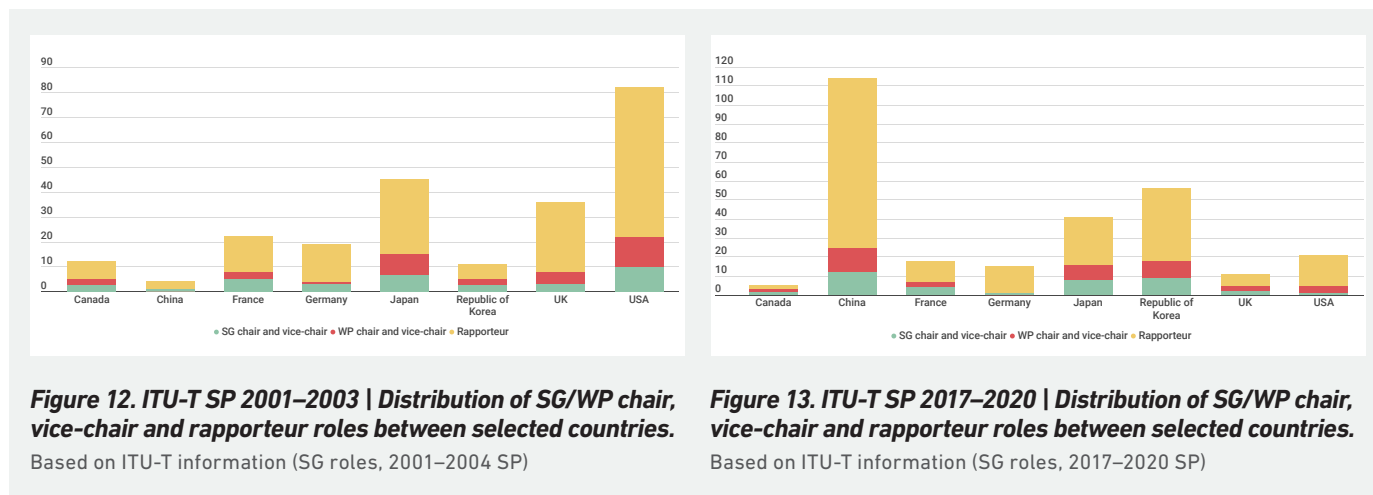 90
80
70
60
50
40
30
20
10
0
Canada China France Germany Japan Republic of Korea UK USA
SG chair and vice-chair WP chair and vice-chair Rapporteur
Figure 12. ITU-T SP 2001–2003 | Distribution of SG/WP chair,
vice-chair and rapporteur roles between selected countries.
Based on ITU-T information (SG roles, 2001–2004 SP)
120
110
100
90
80
70
60
50
40
30
20
10
0
Canada China France Germany Japan Republic of Korea UK USA
SG chair and vice-chair WP chair and vice-chair Rapporteur
Figure 13. ITU-T SP 2017–2020 | Distribution of SG/WP chair,
vice-chair and rapporteur roles between selected countries.
Based on ITU-T information (SG roles, 2017–2020 SP)